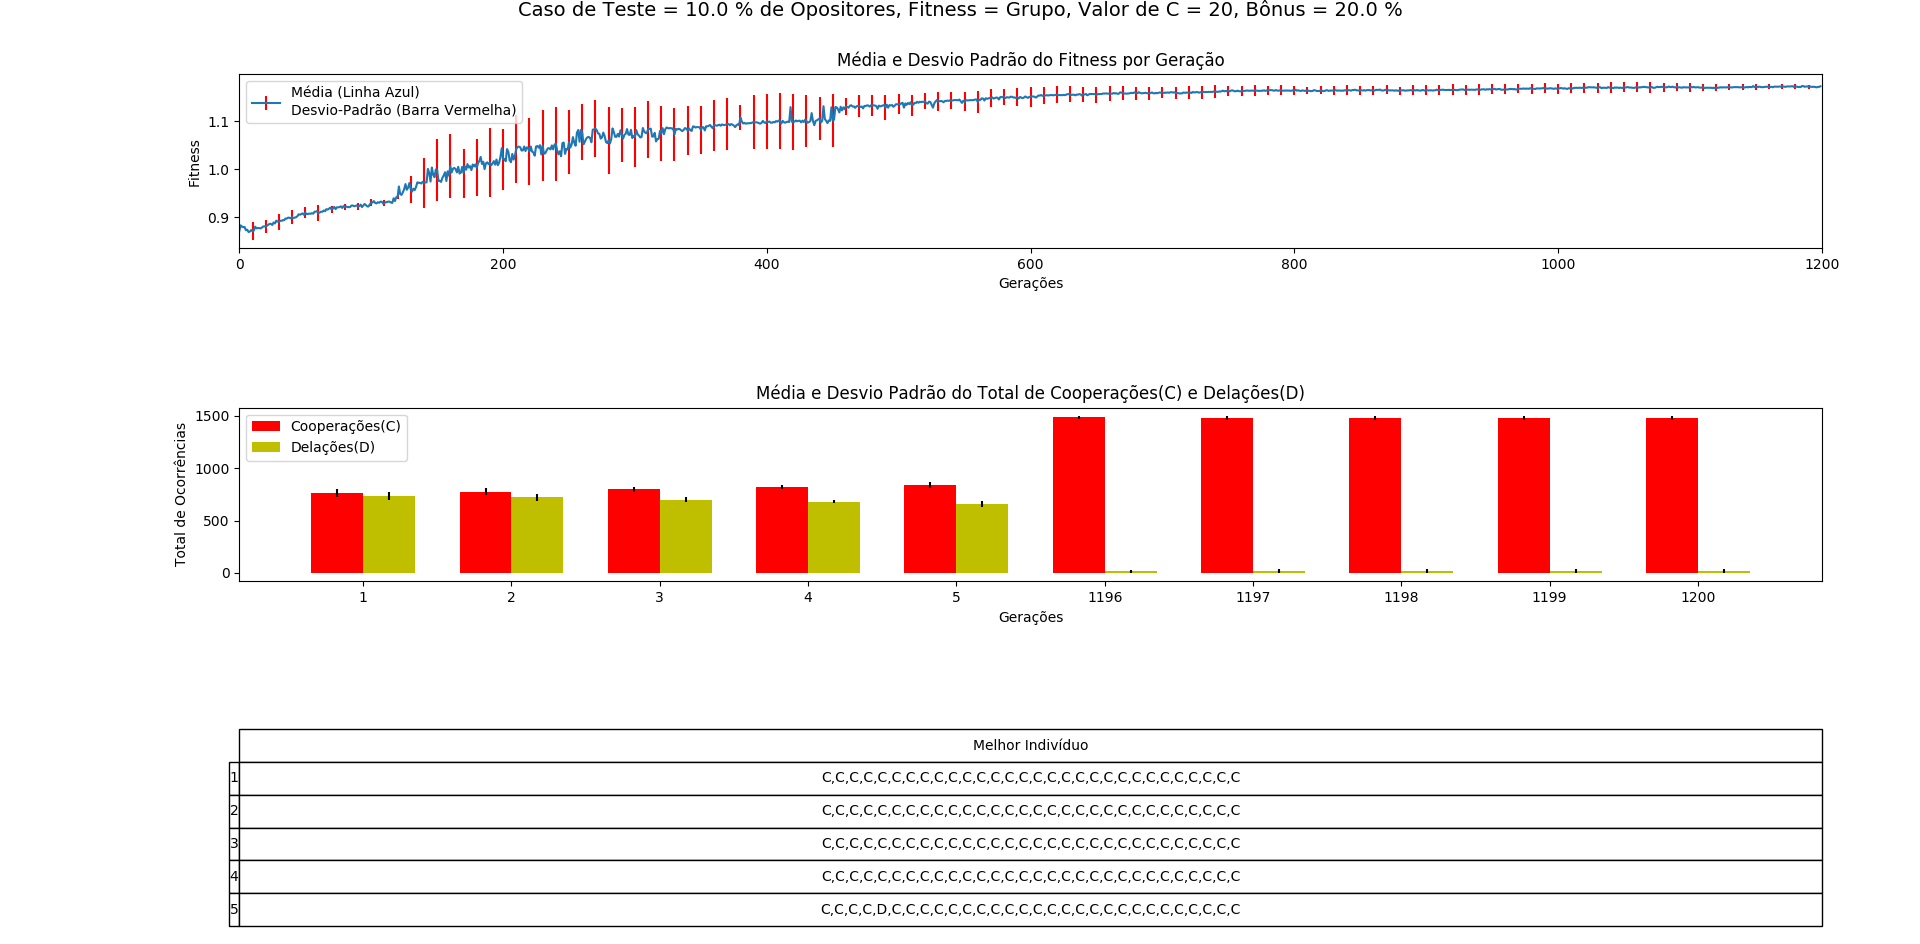 Caso de Teste = 10.0 % de Opositores, Fitness = Grupo, Valor de C = 20, Bônus = 20.0 %
Média e Desvio Padrão do Fitness por Geração
Média (Linha Azul)
Desvio-Padrão (Barra Vermelha)
Fitness
1.1
1.0
0.9
0 200 400 600 800 1000 1200
Gerações
Média e Desvio Padrão do Total de Cooperações(C) e Delações(D)
Cooperações(C)
Delações(D)
Total de Ocorrências
1500
1000
500
0
1 2 3 4 5 1196 1197 1198 1199 1200
Gerações
Melhor Indivíduo
1 C,C,C,C,C,C,C,C,C,C,C,C,C,C,C,C,C,C,C,C,C,C,C,C,C,C,C,C,C,C
2 C,C,C,C,C,C,C,C,C,C,C,C,C,C,C,C,C,C,C,C,C,C,C,C,C,C,C,C,C,C
3 C,C,C,C,C,C,C,C,C,C,C,C,C,C,C,C,C,C,C,C,C,C,C,C,C,C,C,C,C,C
4 C,C,C,C,C,C,C,C,C,C,C,C,C,C,C,C,C,C,C,C,C,C,C,C,C,C,C,C,C,C
5 C,C,C,C,D,C,C,C,C,C,C,C,C,C,C,C,C,C,C,C,C,C,C,C,C,C,C,C,C,C